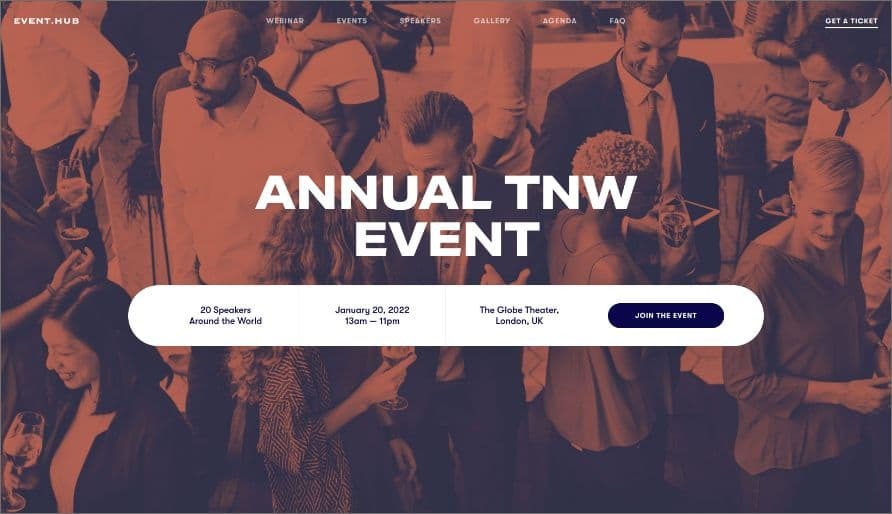 EVENT.HUB
WEBINAR EVENTS SPEAKERS GALLERY AGENDA FAQ
GET A TICKET
ANNUAL TNW
EVENT
20 Speakers
Around the World
January 20, 2022
13am — 11pm
The Globe Theater,
London, UK
JOIN THE EVENT